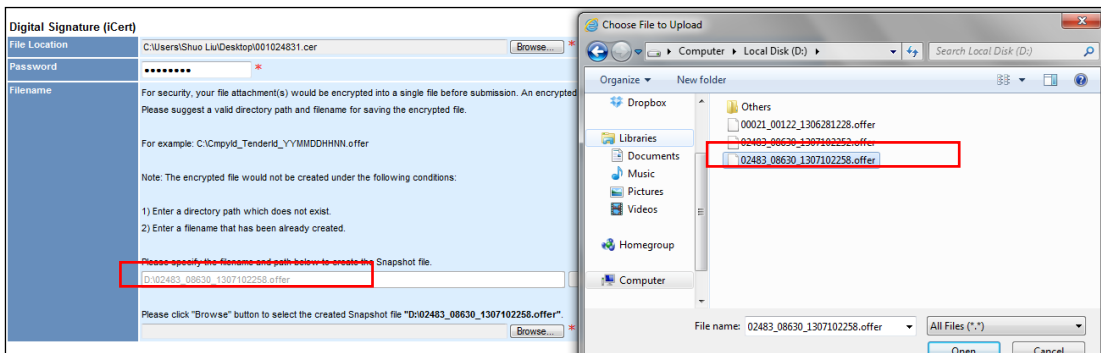 Digital Signature (iCert)
File Location
C:\Users\Shuo Liu\Desktop\001024831.cer
Browse... *
Password
•••••••• *
Filename
For security, your file attachment(s) would be encrypted into a single file before submission. An encrypted
Please suggest a valid directory path and filename for saving the encrypted file.
For example: C:\CmpyId_TenderId_YYMMDDHHNN.offer
Note: The encrypted file would not be created under the following conditions:
1) Enter a directory path which does not exist.
2) Enter a filename that has been already created.
Please specify the filename and path below to create the Snapshot file.
D:\02483_08630_1307102258.offer
Please click "Browse" button to select the created Snapshot file "D:\02483_08630_1307102258.offer".
Browse... *
Choose File to Upload
Computer Local Disk (D:)
Search Local Disk (D:)
Organize
New folder
Dropbox
Libraries
Documents
Music
Pictures
Videos
Homegroup
Computer
Others
00021_00122_1306281228.offer
02483_08630_1307102252.offer
02483_08630_1307102258.offer
File name: 02483_08630_1307102258.offer
All Files (*.*)
Open
Cancel